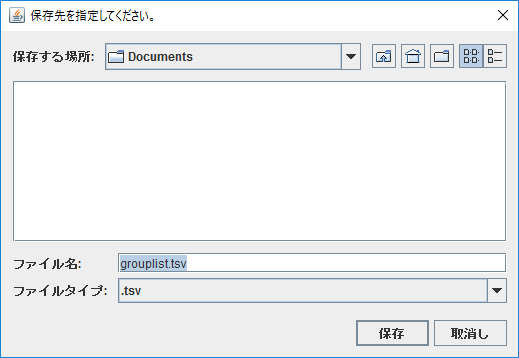 保存先を指定してください。
保存する場所: Documents
ファイル名: grouplist.tsv
ファイルタイプ: .tsv
保存 取消し